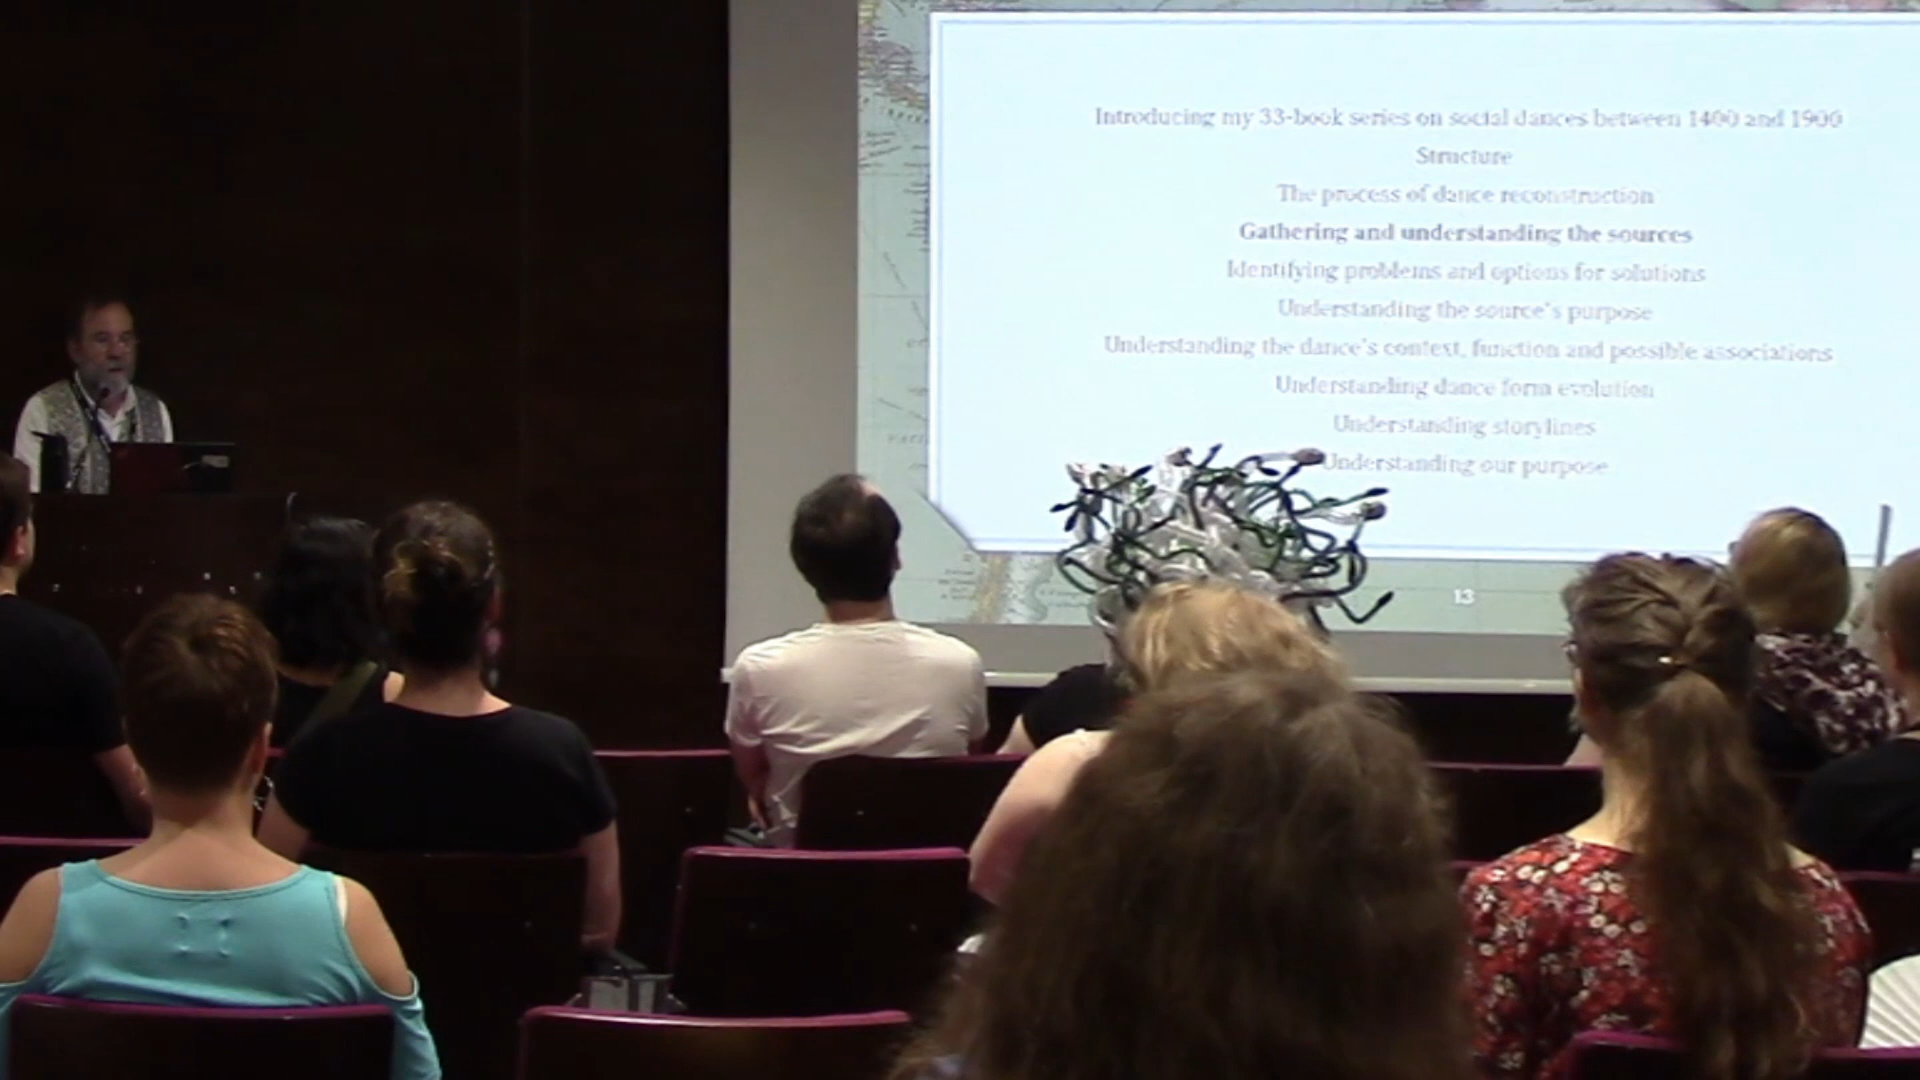 Introducing my 33-book series on social dances between 1400 and 1900
Structure
The process of dance reconstruction
Gathering and understanding the sources
Identifying problems and options for solutions
Understanding the source's purpose
Understanding the dance's context, function and possible associations
Understanding dance form evolution
Understanding storylines
Understanding our purpose
13